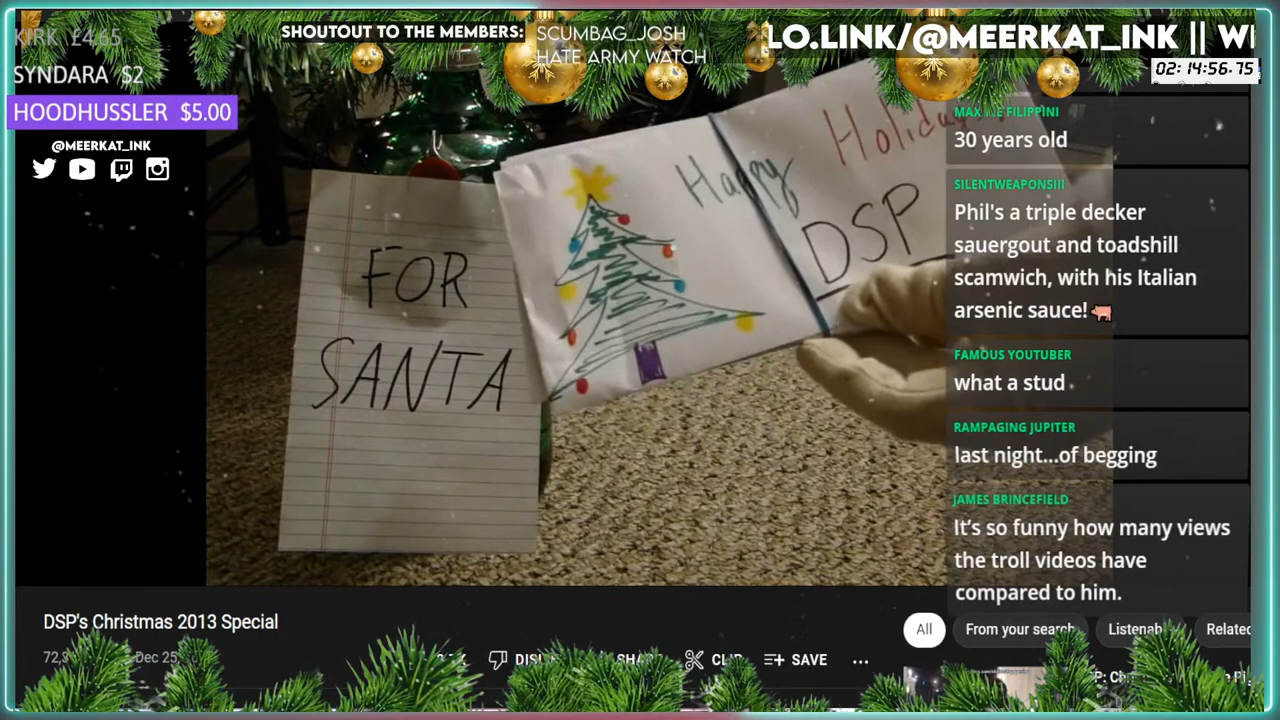 KIRK £4.65
SYNDARA $2
HOODHUSSLER $5.00
@MEERKAT_INK
SHOUTOUT TO THE MEMBERS:
SCUMBAG_JOSH
HATE ARMY WATCH
LO.LINK/@MEERKAT_INK || WI
02:14:56.75
FOR
SANTA
Happy
DSP
FILIPPINI
30 years old
SILENTWEAPONSIII
Phil's a triple decker
sauergout and toadshill
scamwich, with his Italian
arsenic sauce!
FAMOUS YOUTUBER
what a stud
RAMPAGING JUPITER
last night...of begging
JAMES BRINCEFIELD
It's so funny how many views
the troll videos have
compared to him.
DSP's Christmas 2013 Special
Dec 25,
SAVE
All
From your search